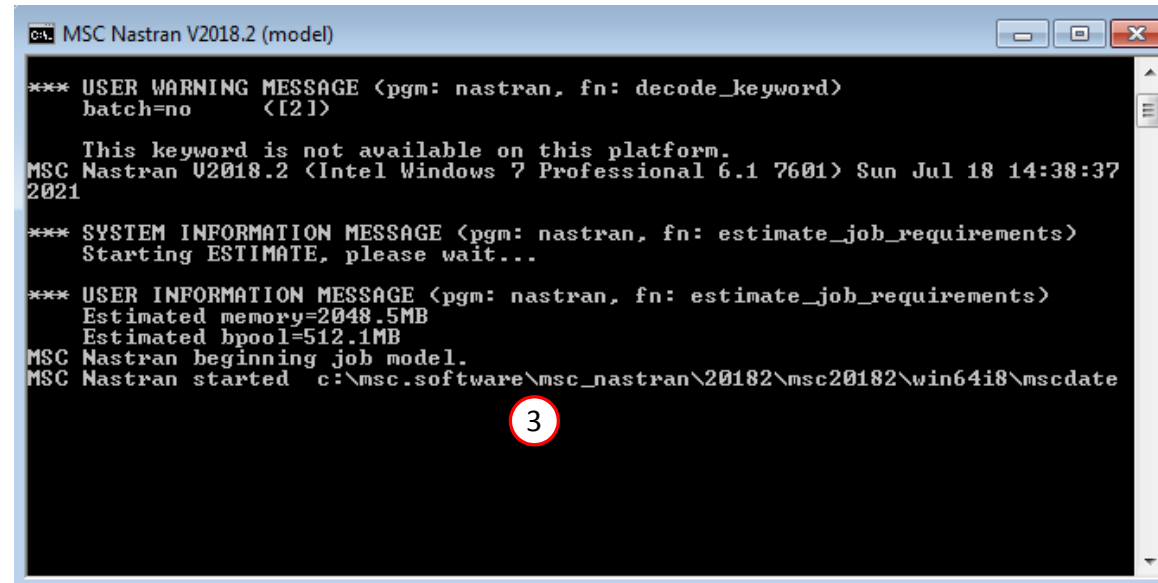 MSC Nastran V2018.2 (model)
*** USER WARNING MESSAGE (pgm: nastran, fn: decode_keyword)
batch=no ([2])
This keyword is not available on this platform.
MSC Nastran V2018.2 (Intel Windows 7 Professional 6.1 7601) Sun Jul 18 14:38:37
2021
*** SYSTEM INFORMATION MESSAGE (pgm: nastran, fn: estimate_job_requirements)
Starting ESTIMATE, please wait...
*** USER INFORMATION MESSAGE (pgm: nastran, fn: estimate_job_requirements)
Estimated memory=2048.5MB
Estimated bpool=512.1MB
MSC Nastran beginning job model.
MSC Nastran started c:\msc.software\msc_nastran\20182\msc20182\win64i8\mscdate
3